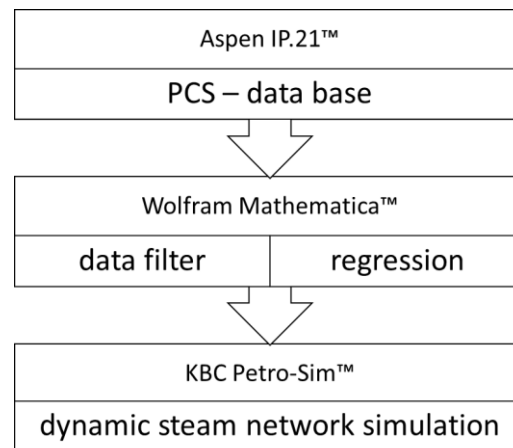 Aspen IP.21™
PCS – data base
Wolfram Mathematica™
data filter
regression
KBC Petro-Sim™
dynamic steam network simulation